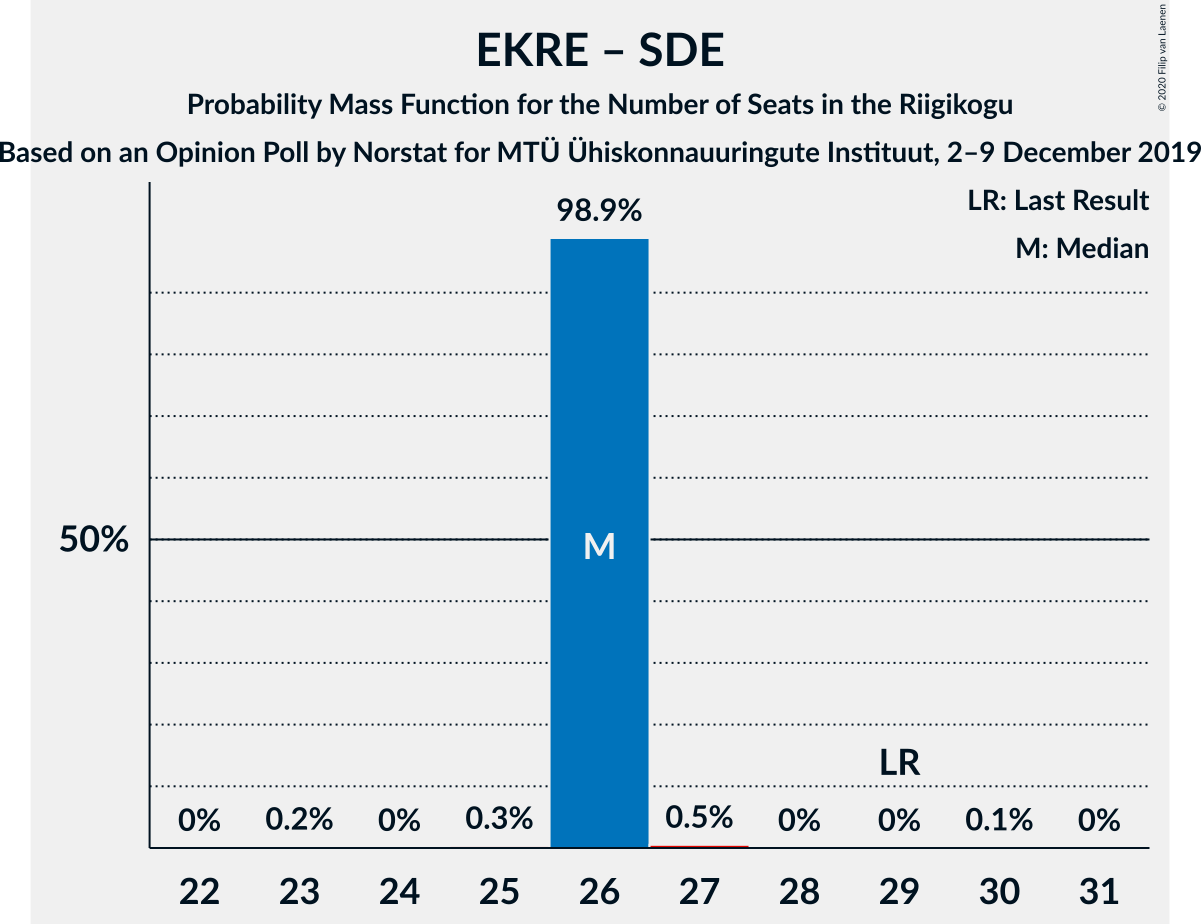 EKRE – SDE
Probability Mass Function for the Number of Seats in the Riigikogu
Based on an Opinion Poll by Norstat for MTÜ Ühiskonnauuringute Instituut, 2–9 December 2019
© 2020 Filip van Laenen
LR: Last Result
M: Median
98.9%
50%
M
LR
0% 0.2% 0% 0.3% 0.5% 0% 0% 0.1% 0%
22 23 24 25 26 27 28 29 30 31